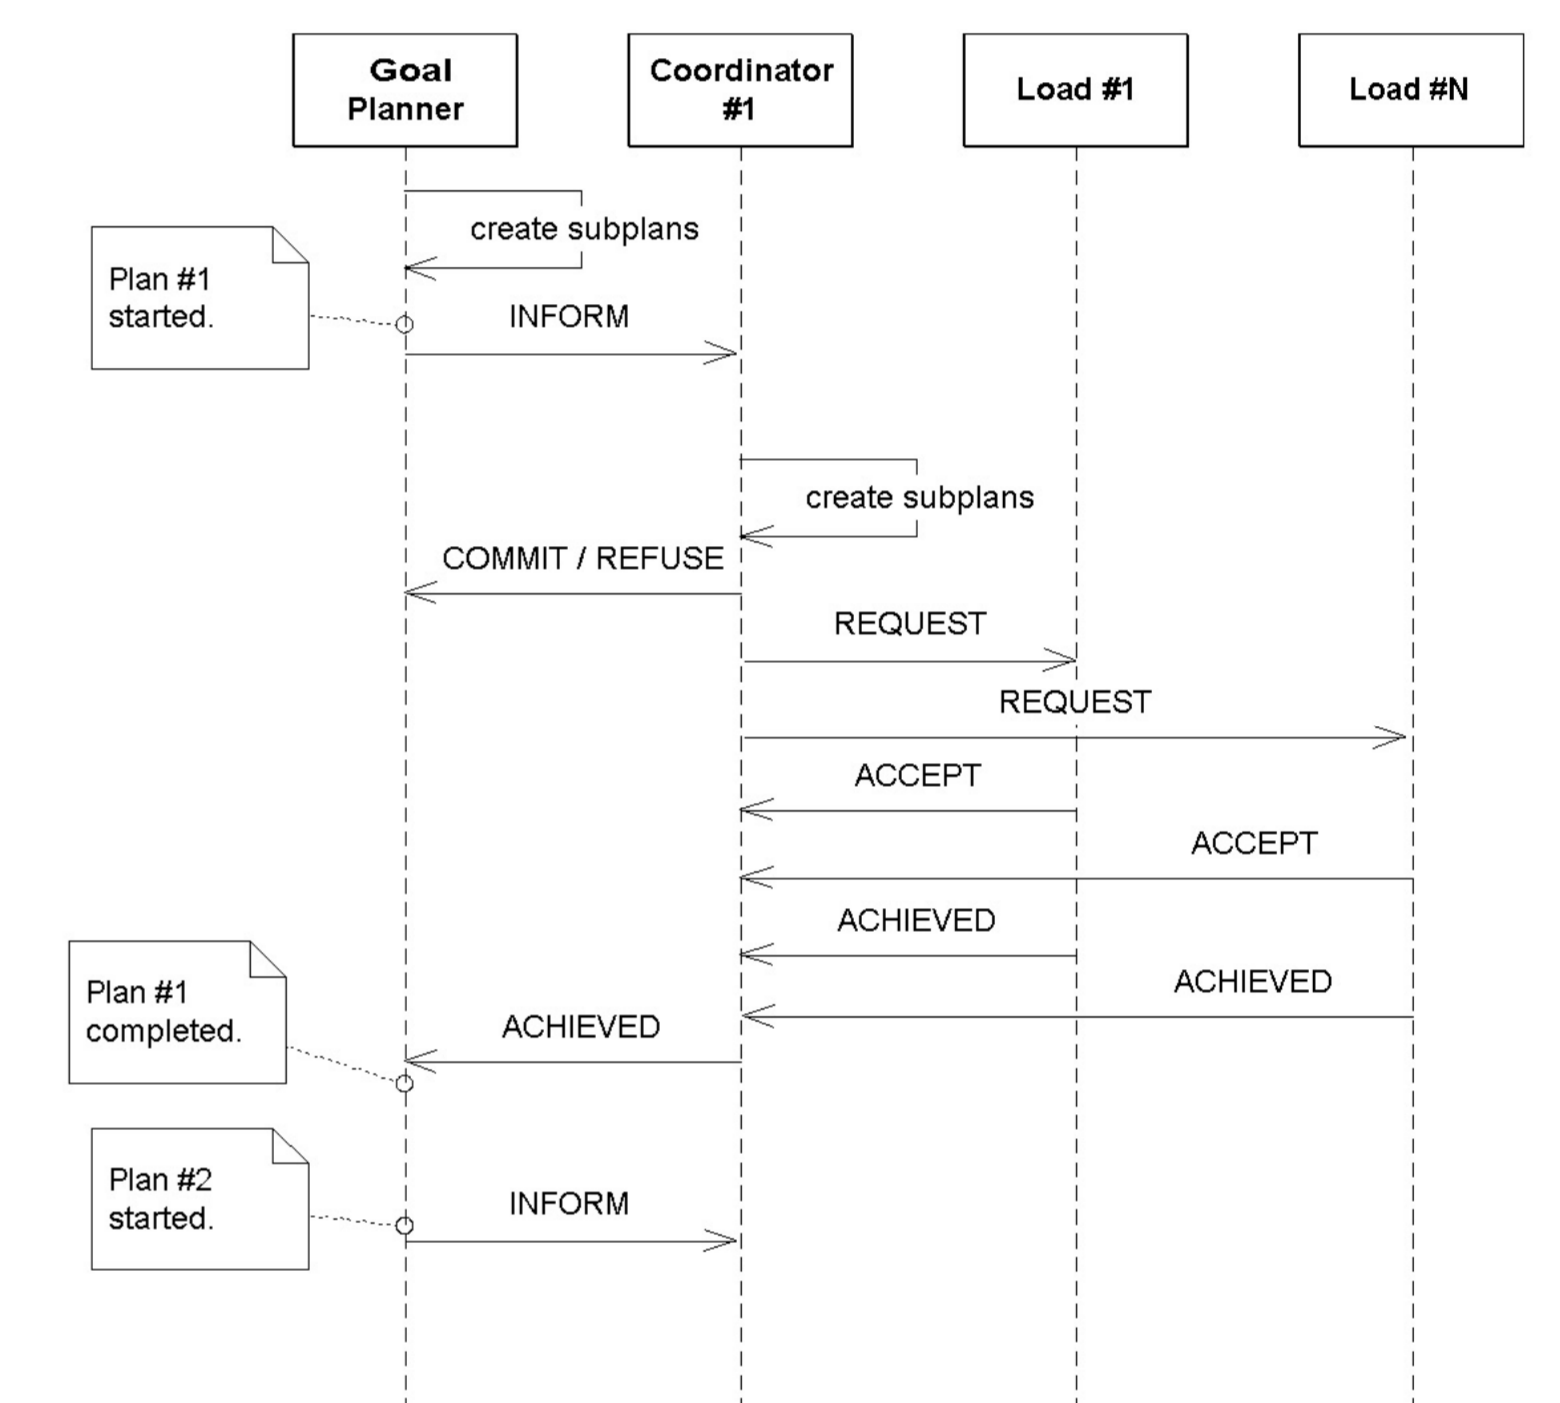 Goal
Planner
Coordinator
#1
Load #1
Load #N
create subplans
Plan #1
started.
INFORM
create subplans
COMMIT / REFUSE
REQUEST
REQUEST
ACCEPT
ACCEPT
ACHIEVED
ACHIEVED
Plan #1
completed.
ACHIEVED
Plan #2
started.
INFORM